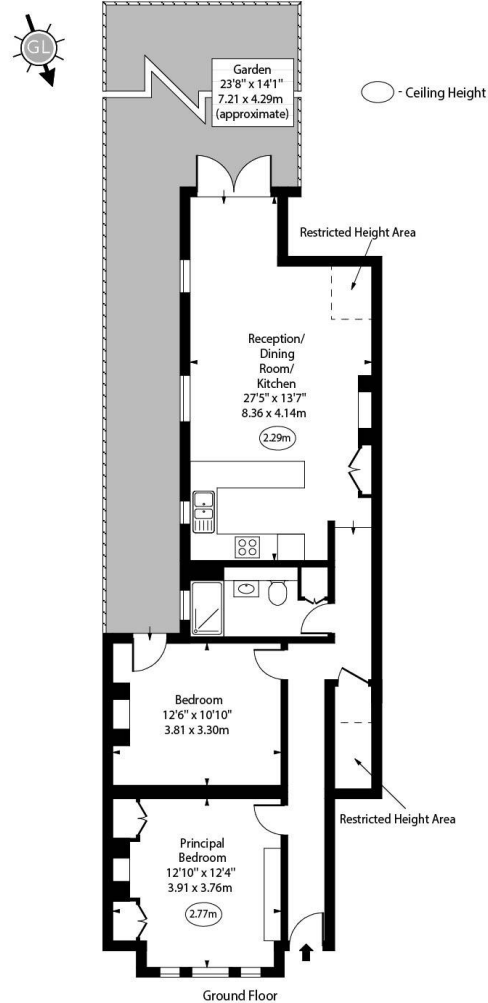 GL
Garden
23'8" x 14'1"
7.21 x 4.29m
(approximate)
- Ceiling Height
Restricted Height Area
Reception/
Dining
Room/
Kitchen
27'5" x 13'7"
8.36 x 4.14m
2.29m
Bedroom
12'6" x 10'10"
3.81 x 3.30m
Restricted Height Area
Principal
Bedroom
12'10" x 12'4"
3.91 x 3.76m
2.77m
Ground Floor